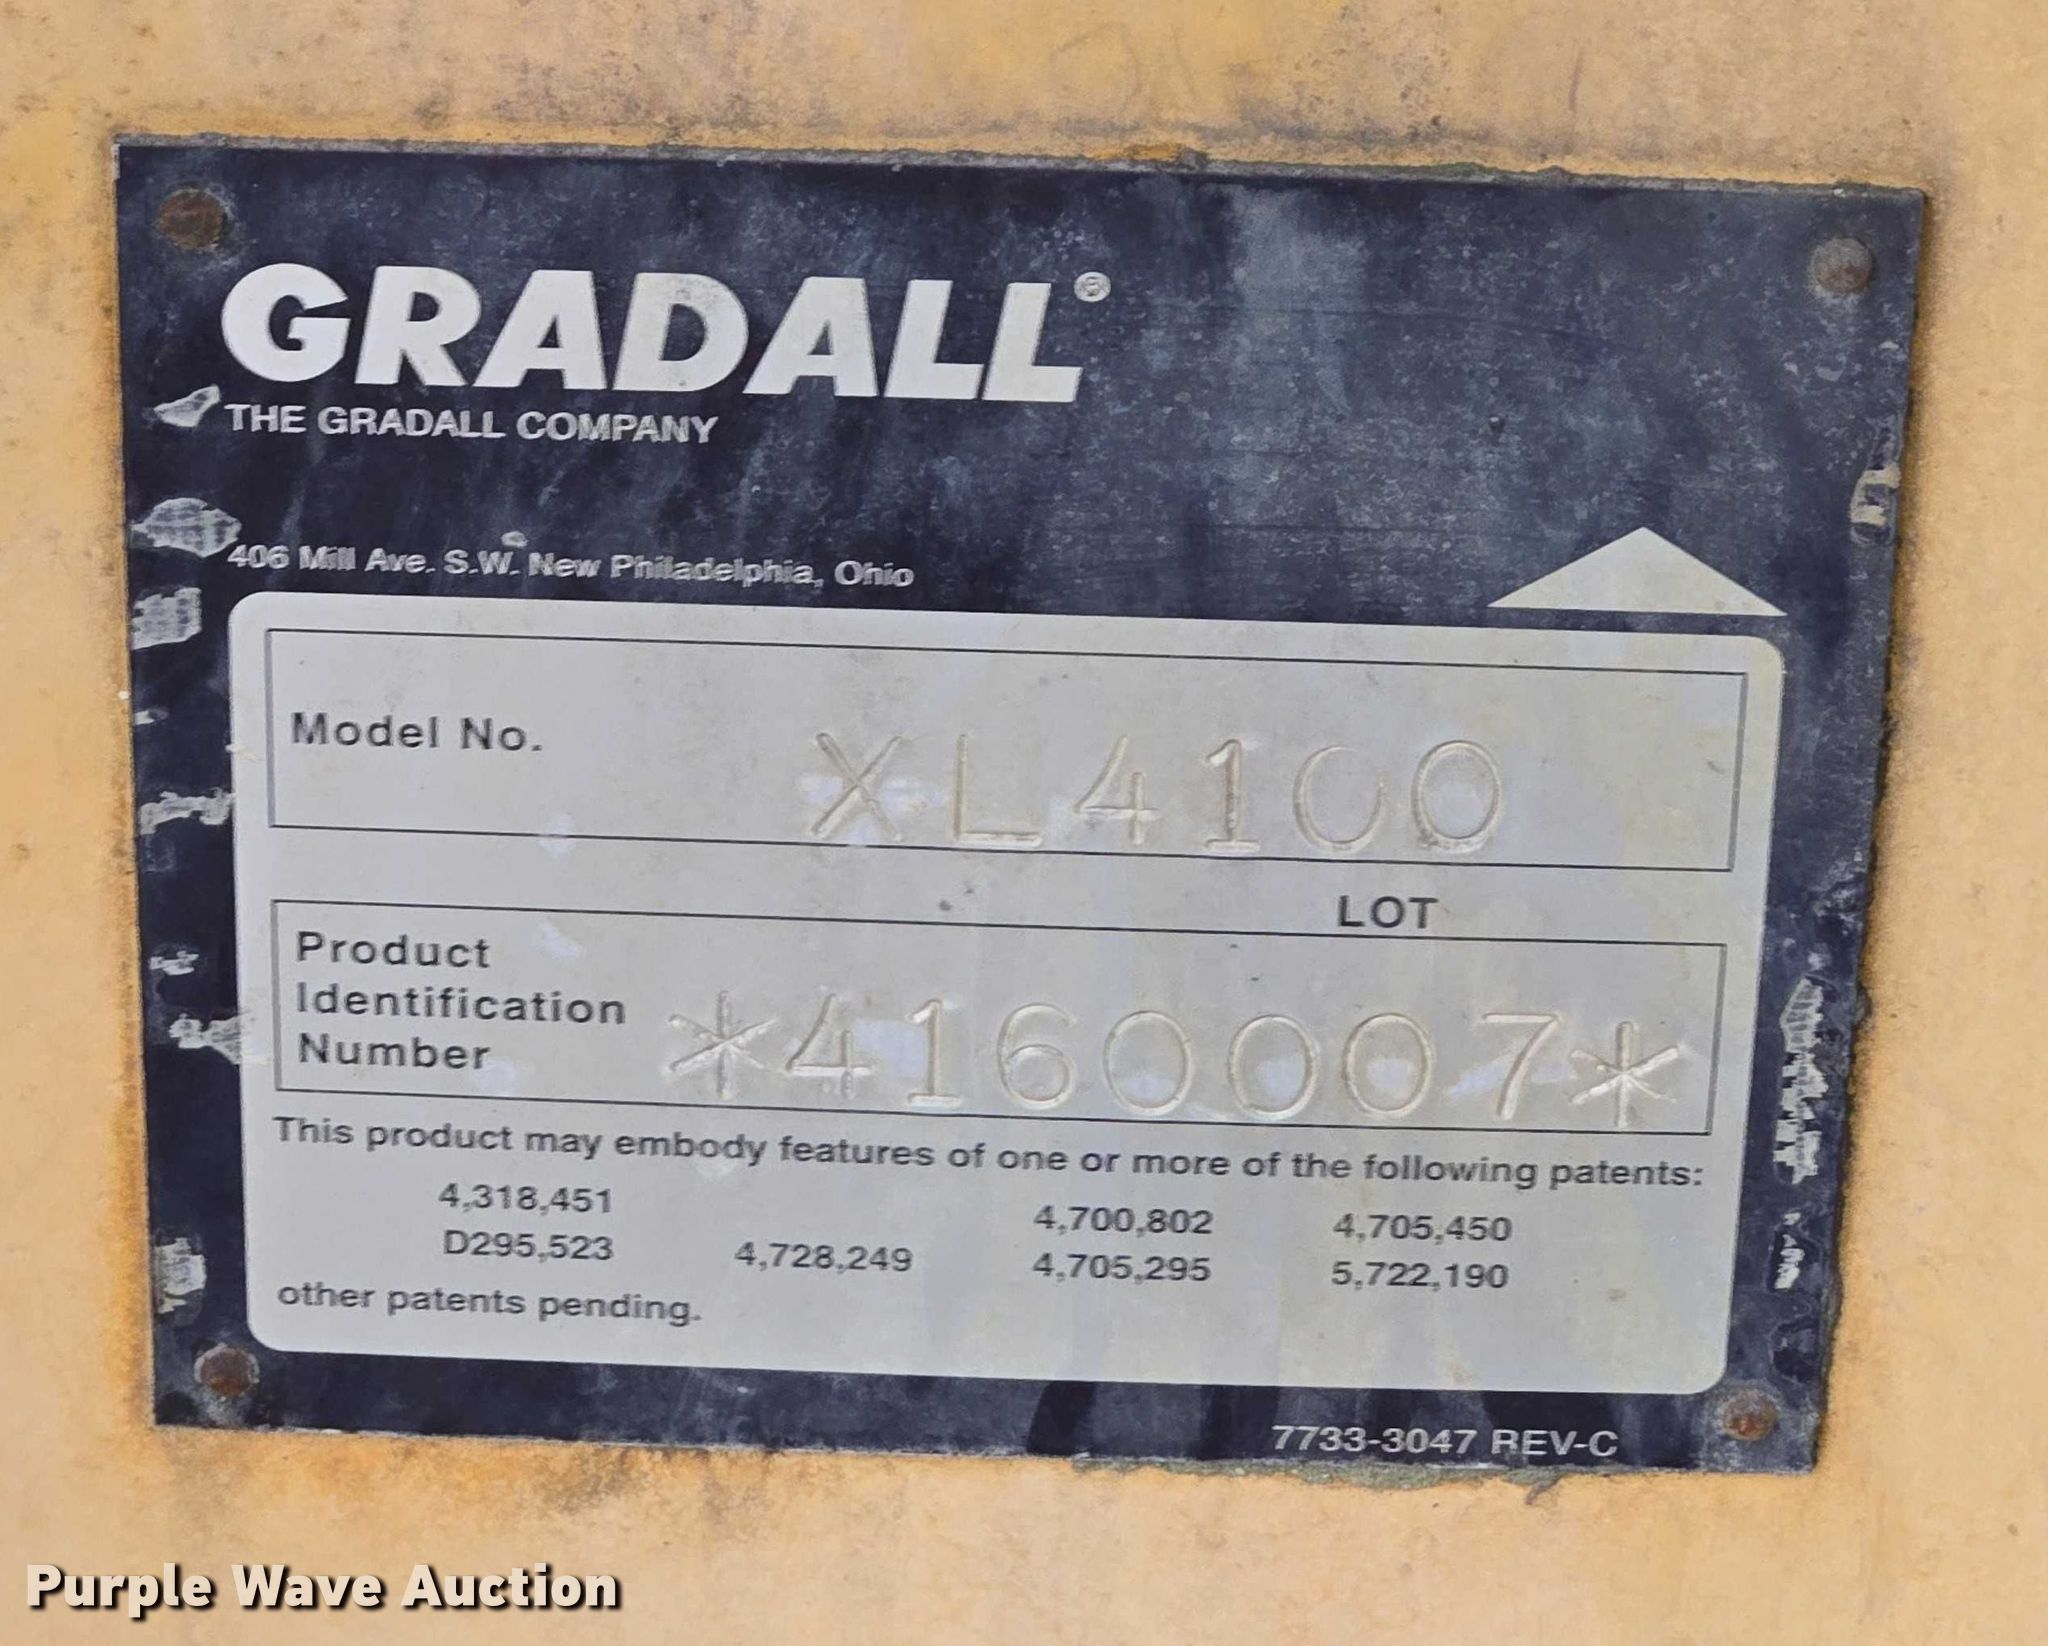 GRADALL®
THE GRADALL COMPANY
406 Mill Ave. S.W. New Philadelphia, Ohio
Model No. XL4100
LOT
Product
Identification
Number *4160007*
This product may embody features of one or more of the following patents:
4,318,451 4,700,802 4,705,450
D295,523 4,728,249 4,705,295 5,722,190
other patents pending.
7733-3047 REV-C
Purple Wave Auction